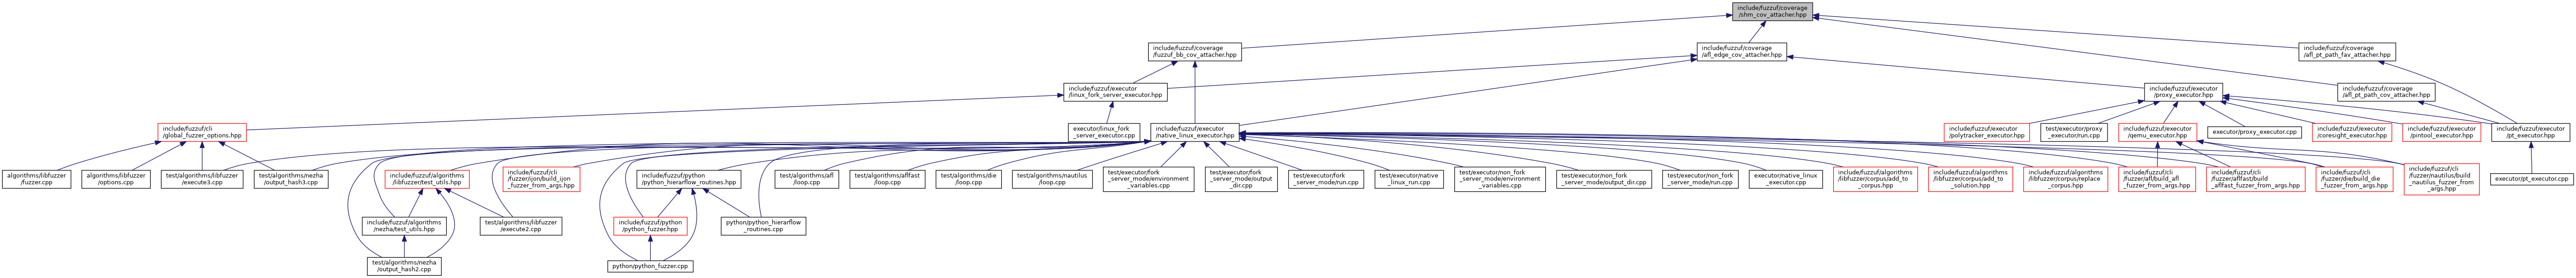 include/fuzzuf/coverage
/shm_cov_attacher.hpp
include/fuzzuf/coverage
/fuzzuf_bb_cov_attacher.hpp
include/fuzzuf/coverage
/afl_edge_cov_attacher.hpp
include/fuzzuf/coverage
/afl_pt_path_fav_attacher.hpp
include/fuzzuf/executor
/linux_fork_server_executor.hpp
include/fuzzuf/executor
/proxy_executor.hpp
include/fuzzuf/coverage
/afl_pt_path_cov_attacher.hpp
include/fuzzuf/cli
/global_fuzzer_options.hpp
executor/linux_fork
_server_executor.cpp
include/fuzzuf/executor
/native_linux_executor.hpp
include/fuzzuf/executor
/polytracker_executor.hpp
test/executor/proxy
_executor/run.cpp
include/fuzzuf/executor
/qemu_executor.hpp
executor/proxy_executor.cpp
include/fuzzuf/executor
/coresight_executor.hpp
include/fuzzuf/executor
/pintool_executor.hpp
include/fuzzuf/executor
/pt_executor.hpp
algorithms/libfuzzer
/fuzzer.cpp
algorithms/libfuzzer
/options.cpp
test/algorithms/libfuzzer
/execute3.cpp
test/algorithms/nezha
/output_hash3.cpp
include/fuzzuf/algorithms
/libfuzzer/test_utils.hpp
include/fuzzuf/cli
/fuzzer/ijon/build_ijon
_fuzzer_from_args.hpp
include/fuzzuf/python
/python_hierarflow_routines.hpp
test/algorithms/afl
/loop.cpp
test/algorithms/aflfast
/loop.cpp
test/algorithms/die
/loop.cpp
test/algorithms/nautilus
/loop.cpp
test/executor/fork
_server_mode/environment
_variables.cpp
test/executor/fork
_server_mode/output
_dir.cpp
test/executor/fork
_server_mode/run.cpp
test/executor/native
_linux_run.cpp
test/executor/non_fork
_server_mode/environment
_variables.cpp
test/executor/non_fork
_server_mode/output_dir.cpp
test/executor/non_fork
_server_mode/run.cpp
executor/native_linux
_executor.cpp
include/fuzzuf/algorithms
/libfuzzer/corpus/add_to
_corpus.hpp
include/fuzzuf/algorithms
/libfuzzer/corpus/add_to
_solution.hpp
include/fuzzuf/algorithms
/libfuzzer/corpus/replace
_corpus.hpp
include/fuzzuf/cli
/fuzzer/afl/build_afl
_fuzzer_from_args.hpp
include/fuzzuf/cli
/fuzzer/aflfast/build
_aflfast_fuzzer_from_args.hpp
include/fuzzuf/cli
/fuzzer/die/build_die
_fuzzer_from_args.hpp
include/fuzzuf/cli
/fuzzer/nautilus/build
_nautilus_fuzzer_from
_args.hpp
executor/pt_executor.cpp
include/fuzzuf/algorithms
/nezha/test_utils.hpp
test/algorithms/libfuzzer
/execute2.cpp
include/fuzzuf/python
/python_fuzzer.hpp
python/python_hierarflow
_routines.cpp
test/algorithms/nezha
/output_hash2.cpp
python/python_fuzzer.cpp